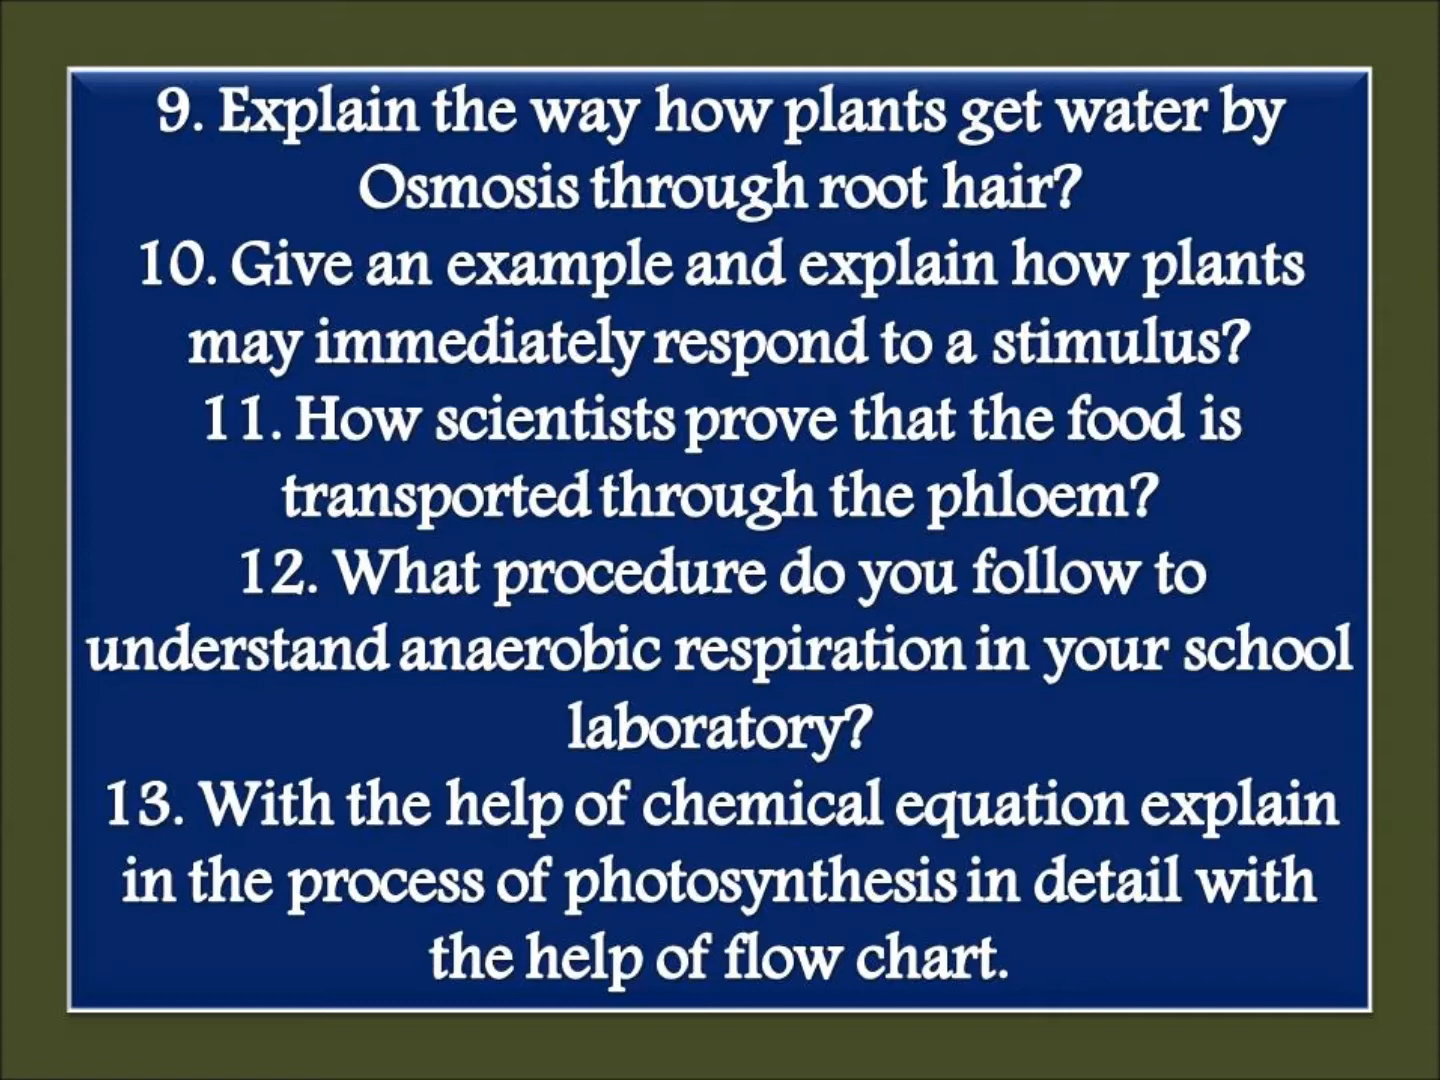 9. Explain the way how plants get water by
Osmosis through root hair?
10. Give an example and explain how plants
may immediately respond to a stimulus?
11. How scientists prove that the food is
transported through the phloem?
12. What procedure do you follow to
understand anaerobic respiration in your school
laboratory?
13. With the help of chemical equation explain
in the process of photosynthesis in detail with
the help of flow chart.